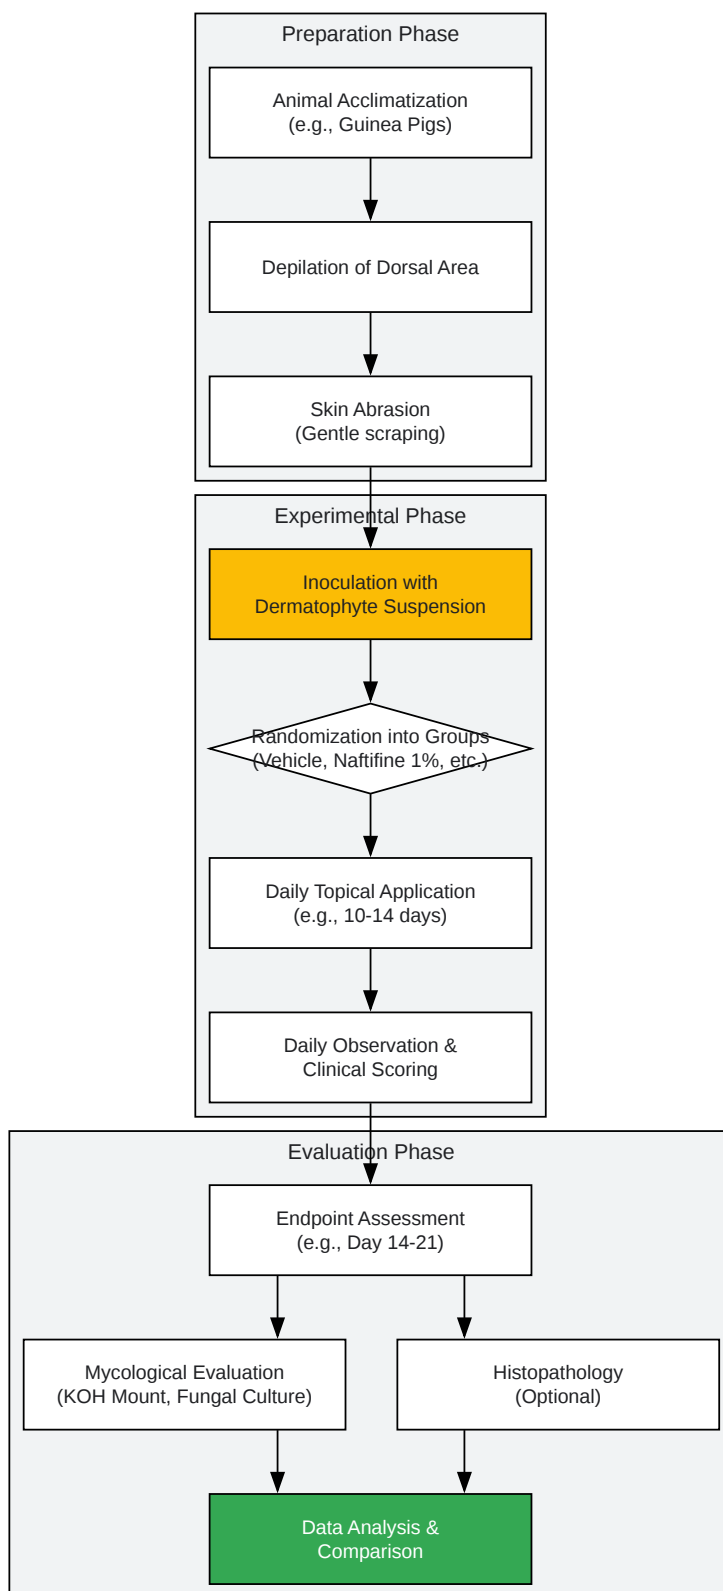 Preparation Phase
Animal Acclimatization
(e.g., Guinea Pigs)
Depilation of Dorsal Area
Skin Abrasion
(Gentle scraping)
Experimental Phase
Inoculation with
Dermatophyte Suspension
Randomization into Groups
(Vehicle, Naftifine 1%, etc.)
Daily Topical Application
(e.g., 10-14 days)
Daily Observation &
Clinical Scoring
Evaluation Phase
Endpoint Assessment
(e.g., Day 14-21)
Mycological Evaluation
(KOH Mount, Fungal Culture)
Histopathology
(Optional)
Data Analysis &
Comparison